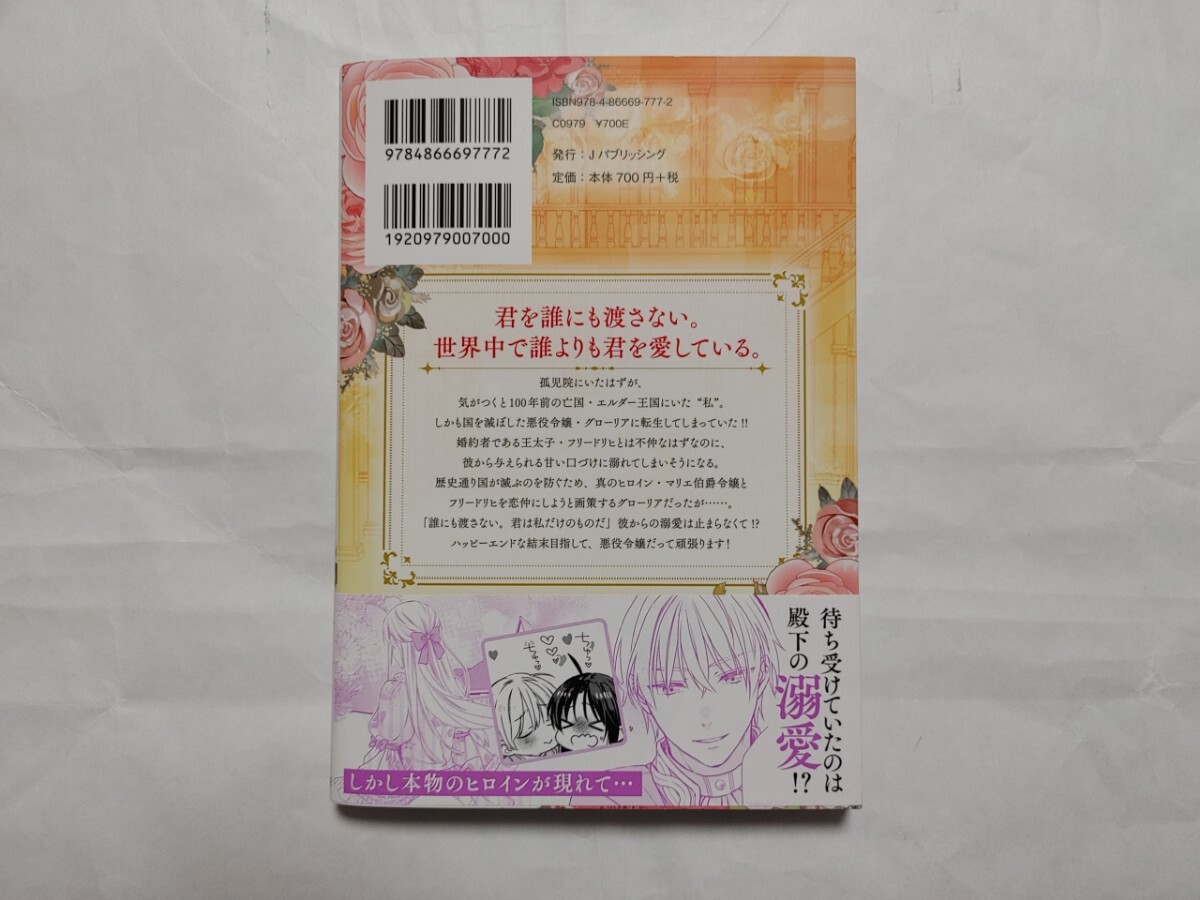 9784866697772
1920979007000
ISBN978-4-86669-777-2
C0979 ¥700E
発行：Jパブリッシング
定価：本体700円＋税
君を誰にも渡さない。
世界中で誰よりも君を愛している。
孤児院にいたはずが、
気がつくと100年前の亡国・エルダー王国にいた“私”。
しかも国を滅ぼした悪役令嬢・グローリアに転生してしまっていた!!
婚約者である王太子・フリードリヒとは不仲なはずなのに、
彼から与えられる甘い口づけに溺れてしまいそうになる。
歴史通り国が滅ぶのを防ぐため、真のヒロイン・マリエ伯爵令嬢と
フリードリヒを恋仲にしようと画策するグローリアだったが……。
「誰にも渡さない。君は私だけのものだ」彼からの溺愛は止まらなくて!?
ハッピーエンドな結末目指して、悪役令嬢だって頑張ります!
待ち受けていたのは
殿下の溺愛!?
ちゅっ
しかし本物のヒロインが現れて…